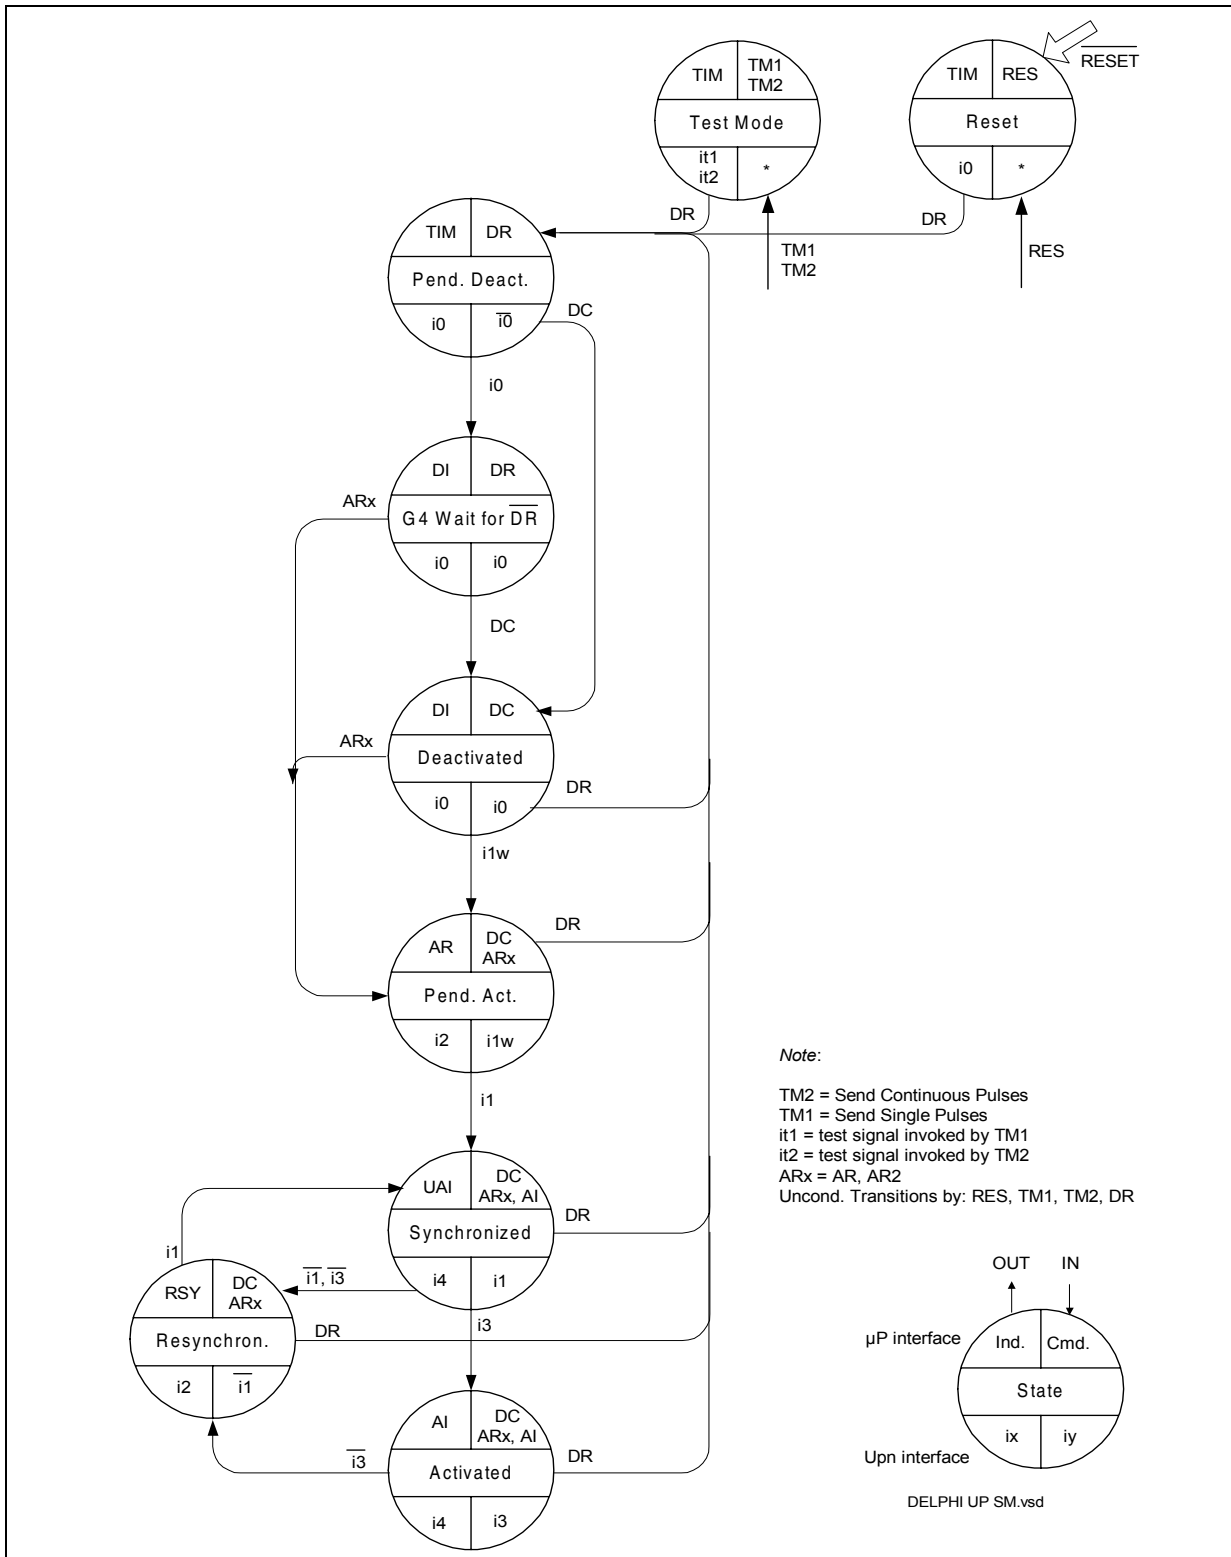 TIM
TM1
TM2
Test Mode
it1
it2
*
TIM
RES
Reset
i0
*
RESET
DR
TM1
TM2
DR
RES
TIM
DR
Pend. Deact.
i0
i0
DC
i0
DI
DR
G4 Wait for DR
i0
i0
ARx
DC
DI
DC
Deactivated
i0
i0
ARx
DR
i1w
AR
DC
ARx
Pend. Act.
i2
i1w
DR
i1
UAI
DC
ARx, AI
Synchronized
i4
i1
DR
i1
i1, i3
i3
RSY
DC
ARx
Resynchron.
i2
i1
DR
AI
DC
ARx, AI
Activated
i4
i3
i3
DR
Note:
TM2 = Send Continuous Pulses
TM1 = Send Single Pulses
it1 = test signal invoked by TM1
it2 = test signal invoked by TM2
ARx = AR, AR2
Uncond. Transitions by: RES, TM1, TM2, DR
OUT
IN
µP interface
Ind.
Cmd.
State
ix
iy
Upn interface
DELPHI UP SM.vsd